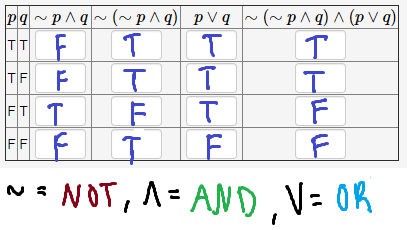 p q ∼ p ∧ q ∼ (∼ p ∧ q) p ∨ q ∼ (∼ p ∧ q) ∧ (p ∨ q)
T T F T T T
T F F T T T
F T T F T F
F F F T F F
~ = NOT, Λ = AND, V = OR